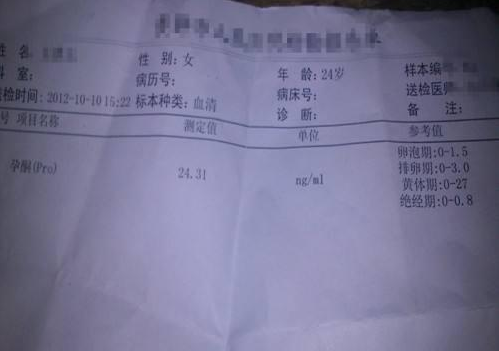 姓名 性别:女 年龄:24岁 样本编
科室: 病历号: 病床号: 送检医师
送检时间:2012-10-10 15:22 标本种类:血清 诊断: 备注:
号 项目名称 测定值 单位 参考值
孕酮(Pro) 24.31 ng/ml 卵泡期:0-1.5
排卵期:0-3.0
黄体期:0-27
绝经期:0-0.8